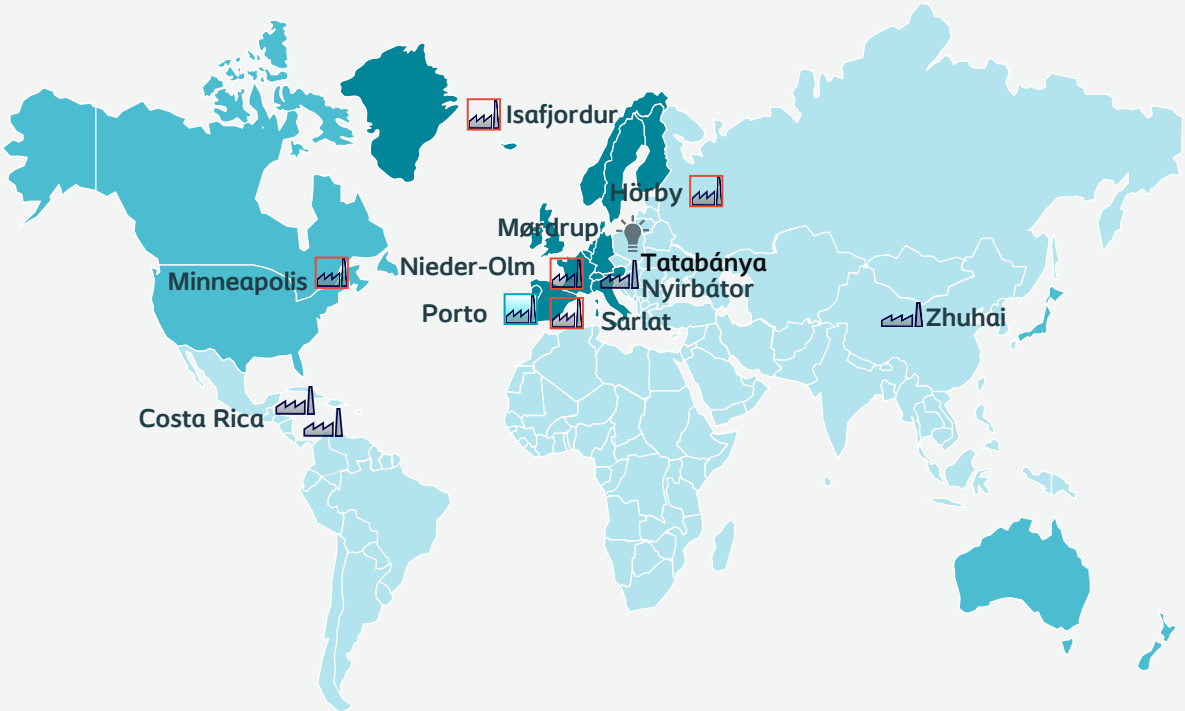 Isafjordur
Hörby
Mørdrup
Nieder-Olm
Tatabánya
Minneapolis
Nyirbátor
Porto
Sarlat
Zhuhai
Costa Rica